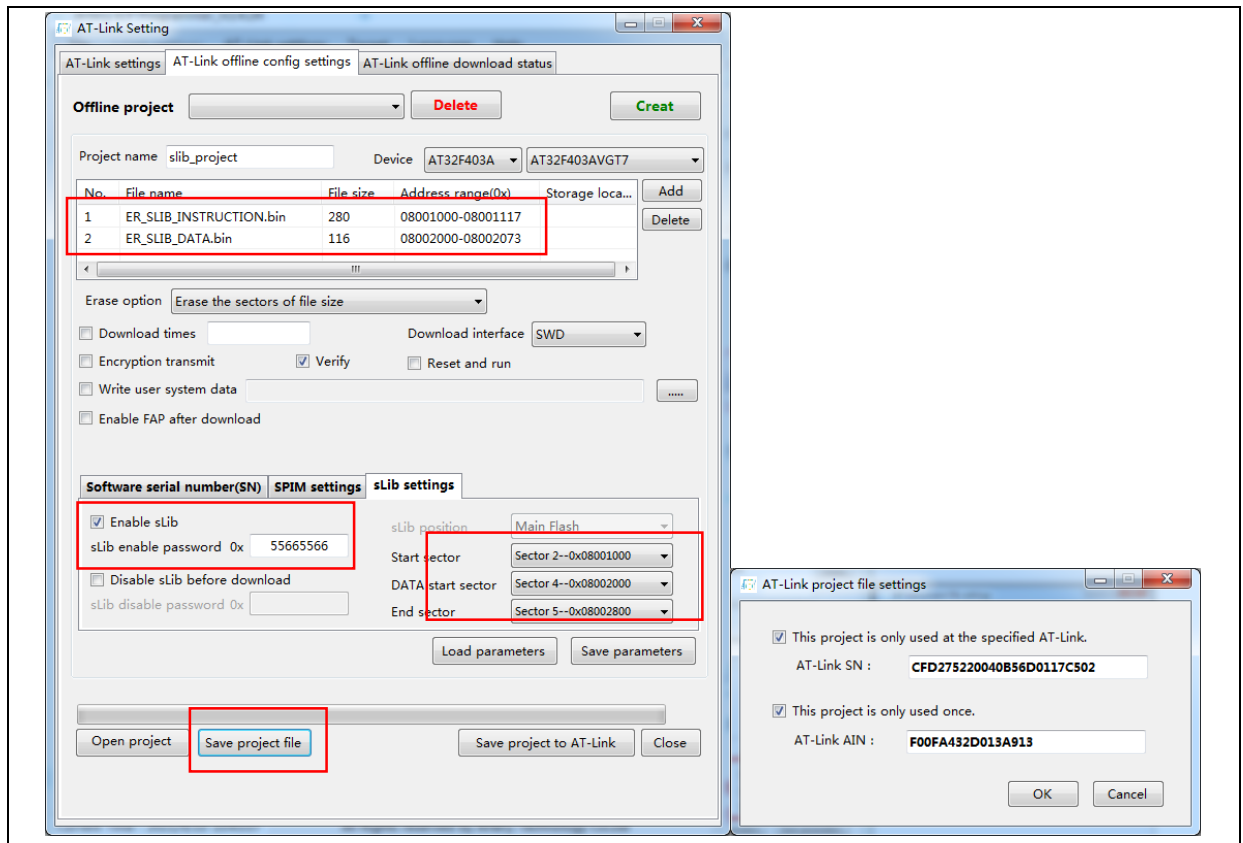 AT-Link Setting
AT-Link settings AT-Link offline config settings AT-Link offline download status
Offline project Delete Creat
Project name slib_project Device AT32F403A AT32F403AVGT7
No. File name File size Address range(0x) Storage loca... Add
1 ER_SLIB_INSTRUCTION.bin 280 08001000-08001117
Delete
2 ER_SLIB_DATA.bin 116 08002000-08002073
Erase option Erase the sectors of file size
Download times Download interface SWD
Encryption transmit Verify Reset and run
Write user system data .....
Enable FAP after download
Software serial number(SN) SPIM settings sLib settings
Enable sLib sLib position Main Flash
sLib enable password 0x 55665566
Start sector Sector 2--0x08001000
Disable sLib before download DATA start sector Sector 4--0x08002000
sLib disable password 0x End sector Sector 5--0x08002800
Load parameters Save parameters
Open project Save project file Save project to AT-Link Close
AT-Link project file settings
This project is only used at the specified AT-Link.
AT-Link SN : CFD275220040B56D0117C502
This project is only used once.
AT-Link AIN : F00FA432D013A913
OK Cancel